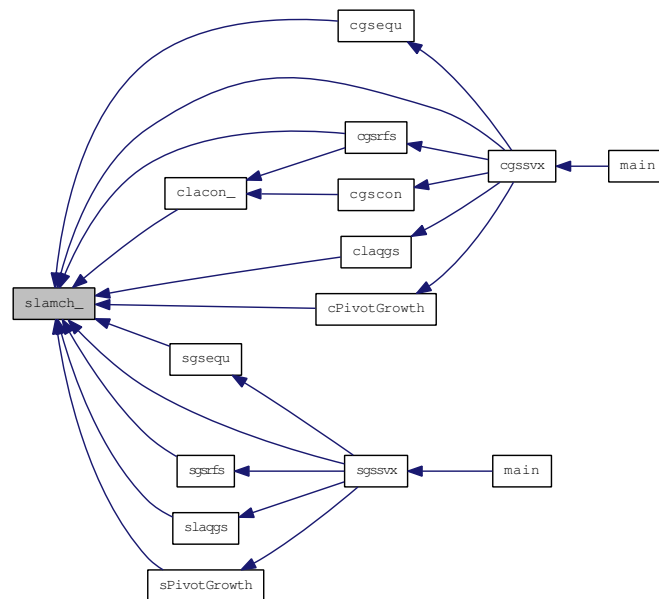 cgsequ
cgsrfs
cgssvx
main
clacon_
cgscon
claqgs
slamch_
cPivotGrowth
sgsequ
sgsrfs
sgssvx
main
slaqgs
sPivotGrowth